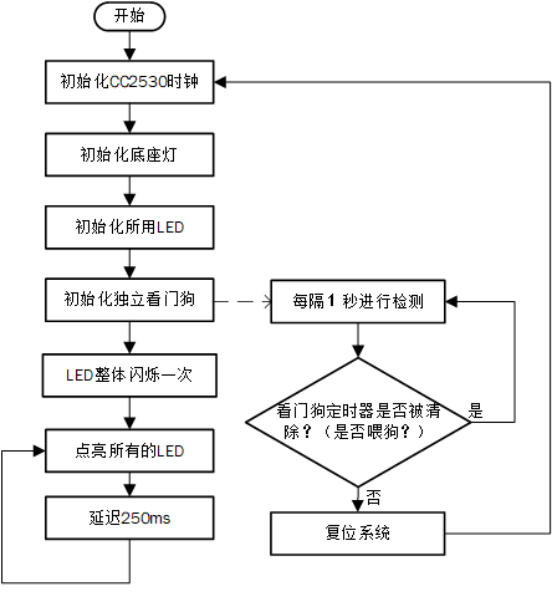 开始
初始化CC2530时钟
初始化底座灯
初始化所用LED
初始化独立看门狗
LED整体闪烁一次
点亮所有的LED
延迟250ms
每隔1 秒进行检测
看门狗定时器是否被清
除？（是否喂狗？）
是
否
复位系统